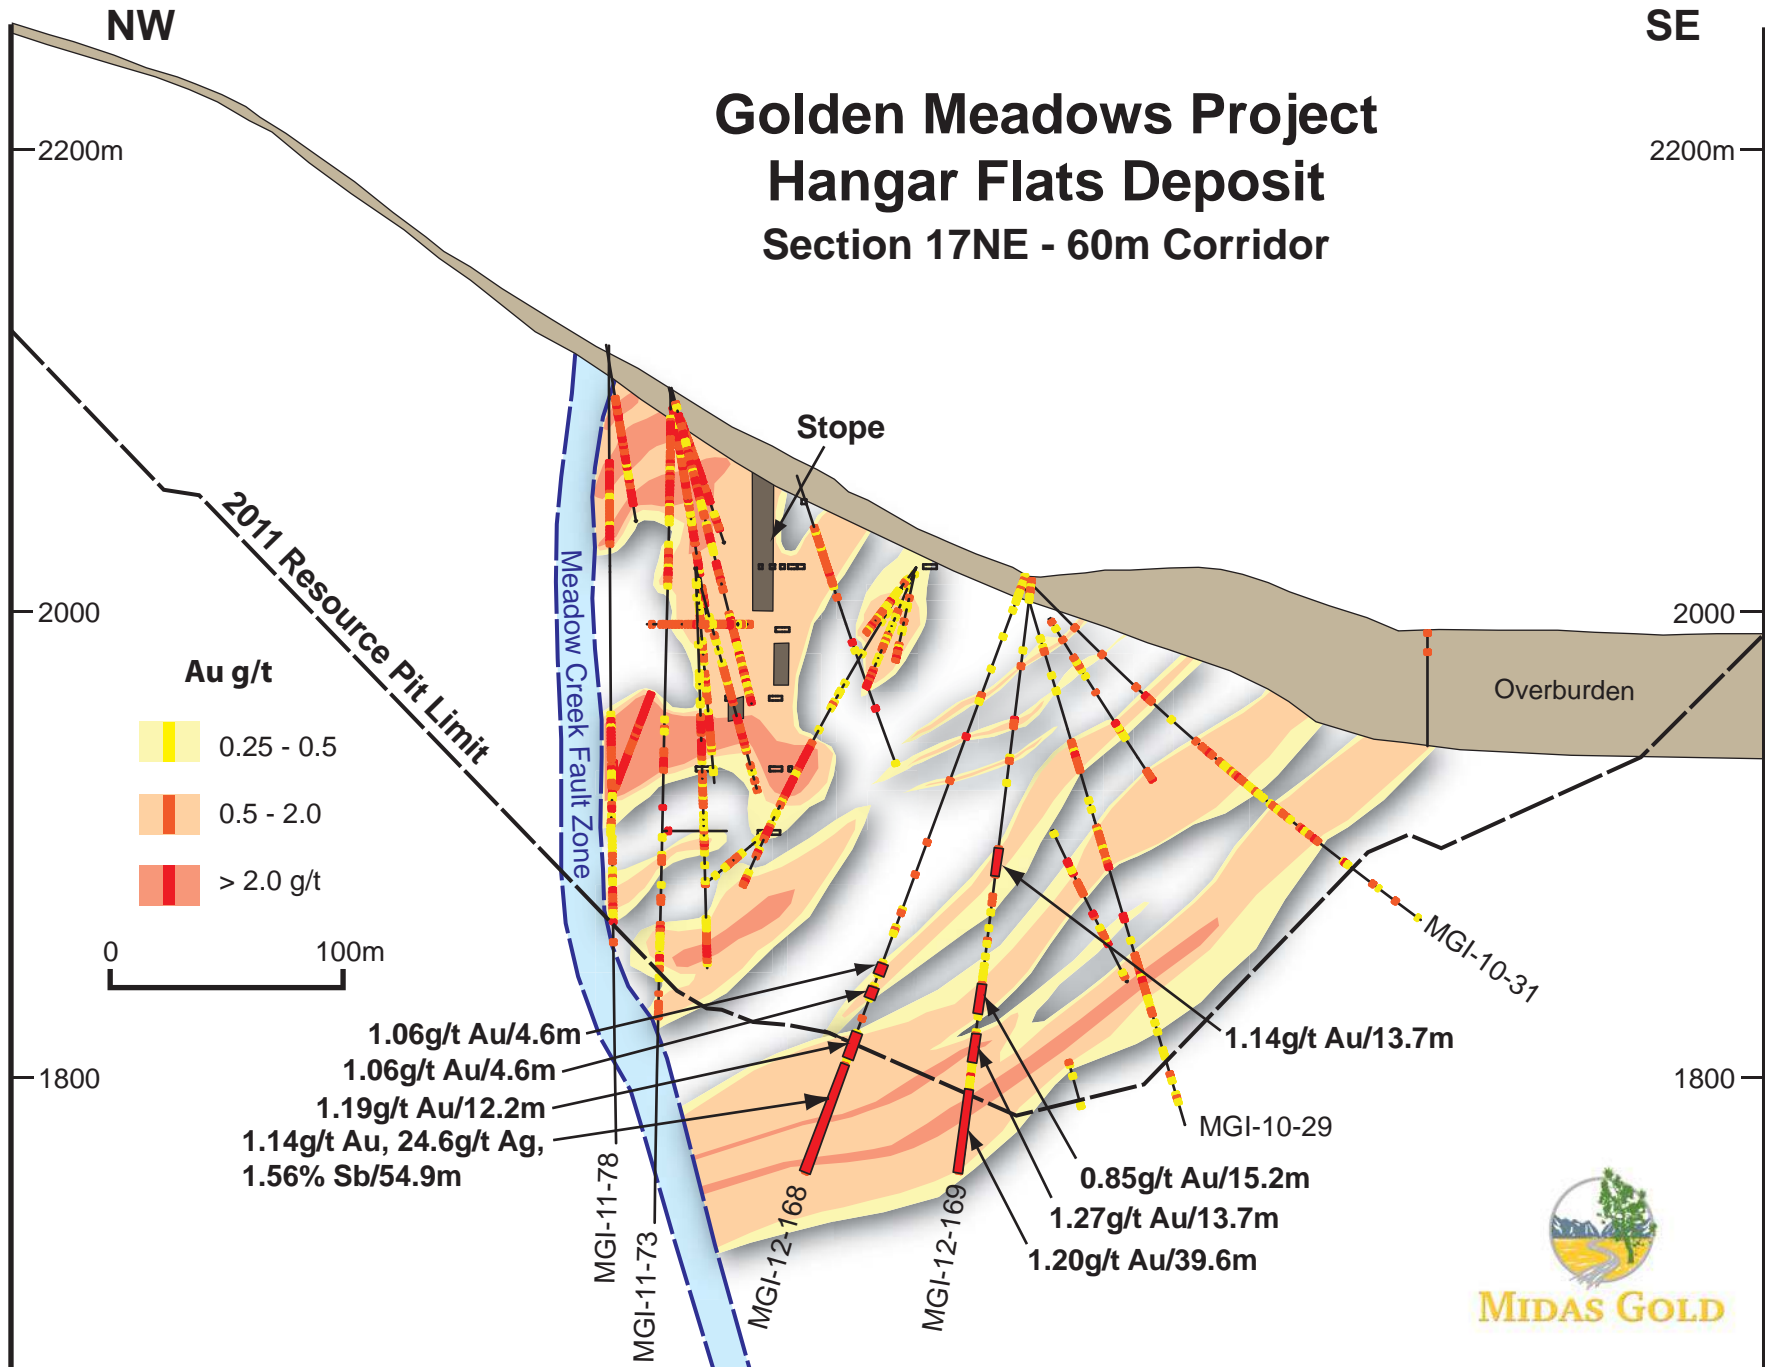 NW
SE
Golden Meadows Project
Hangar Flats Deposit
Section 17NE - 60m Corridor
2200m
2200m
Stope
2011 Resource Pit Limit
Meadow Creek Fault Zone
2000
2000
Au g/t
0.25 - 0.5
0.5 - 2.0
> 2.0 g/t
Overburden
0
100m
MGI-10-31
1.06g/t Au/4.6m
1.14g/t Au/13.7m
1.06g/t Au/4.6m
1800
1800
1.19g/t Au/12.2m
1.14g/t Au, 24.6g/t Ag,
1.56% Sb/54.9m
MGI-10-29
0.85g/t Au/15.2m
1.27g/t Au/13.7m
1.20g/t Au/39.6m
MGI-11-78
MGI-11-73
MGI-12-168
MGI-12-169
MIDAS GOLD